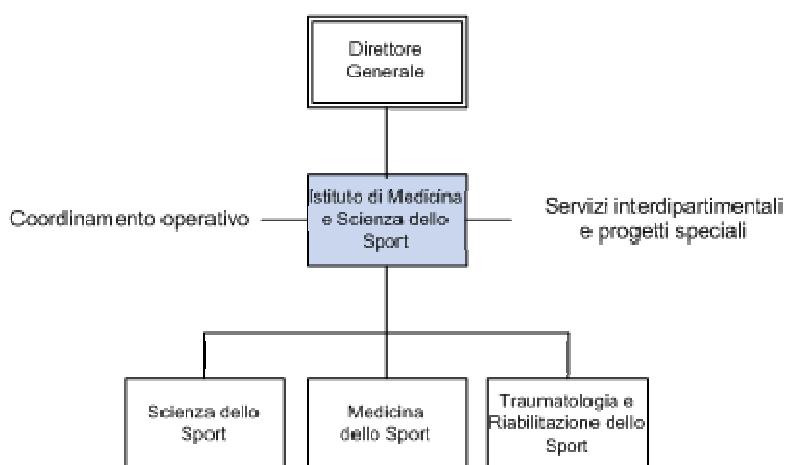 Direttore
Generale
Istituto di Medicina
e Scienza dello
Sport
Coordinamento operativo
Servizi interdipartimentali
e progetti speciali
Scienza dello
Sport
Medicina
dello Sport
Traumatologia e
Riabilitazione dello
Sport